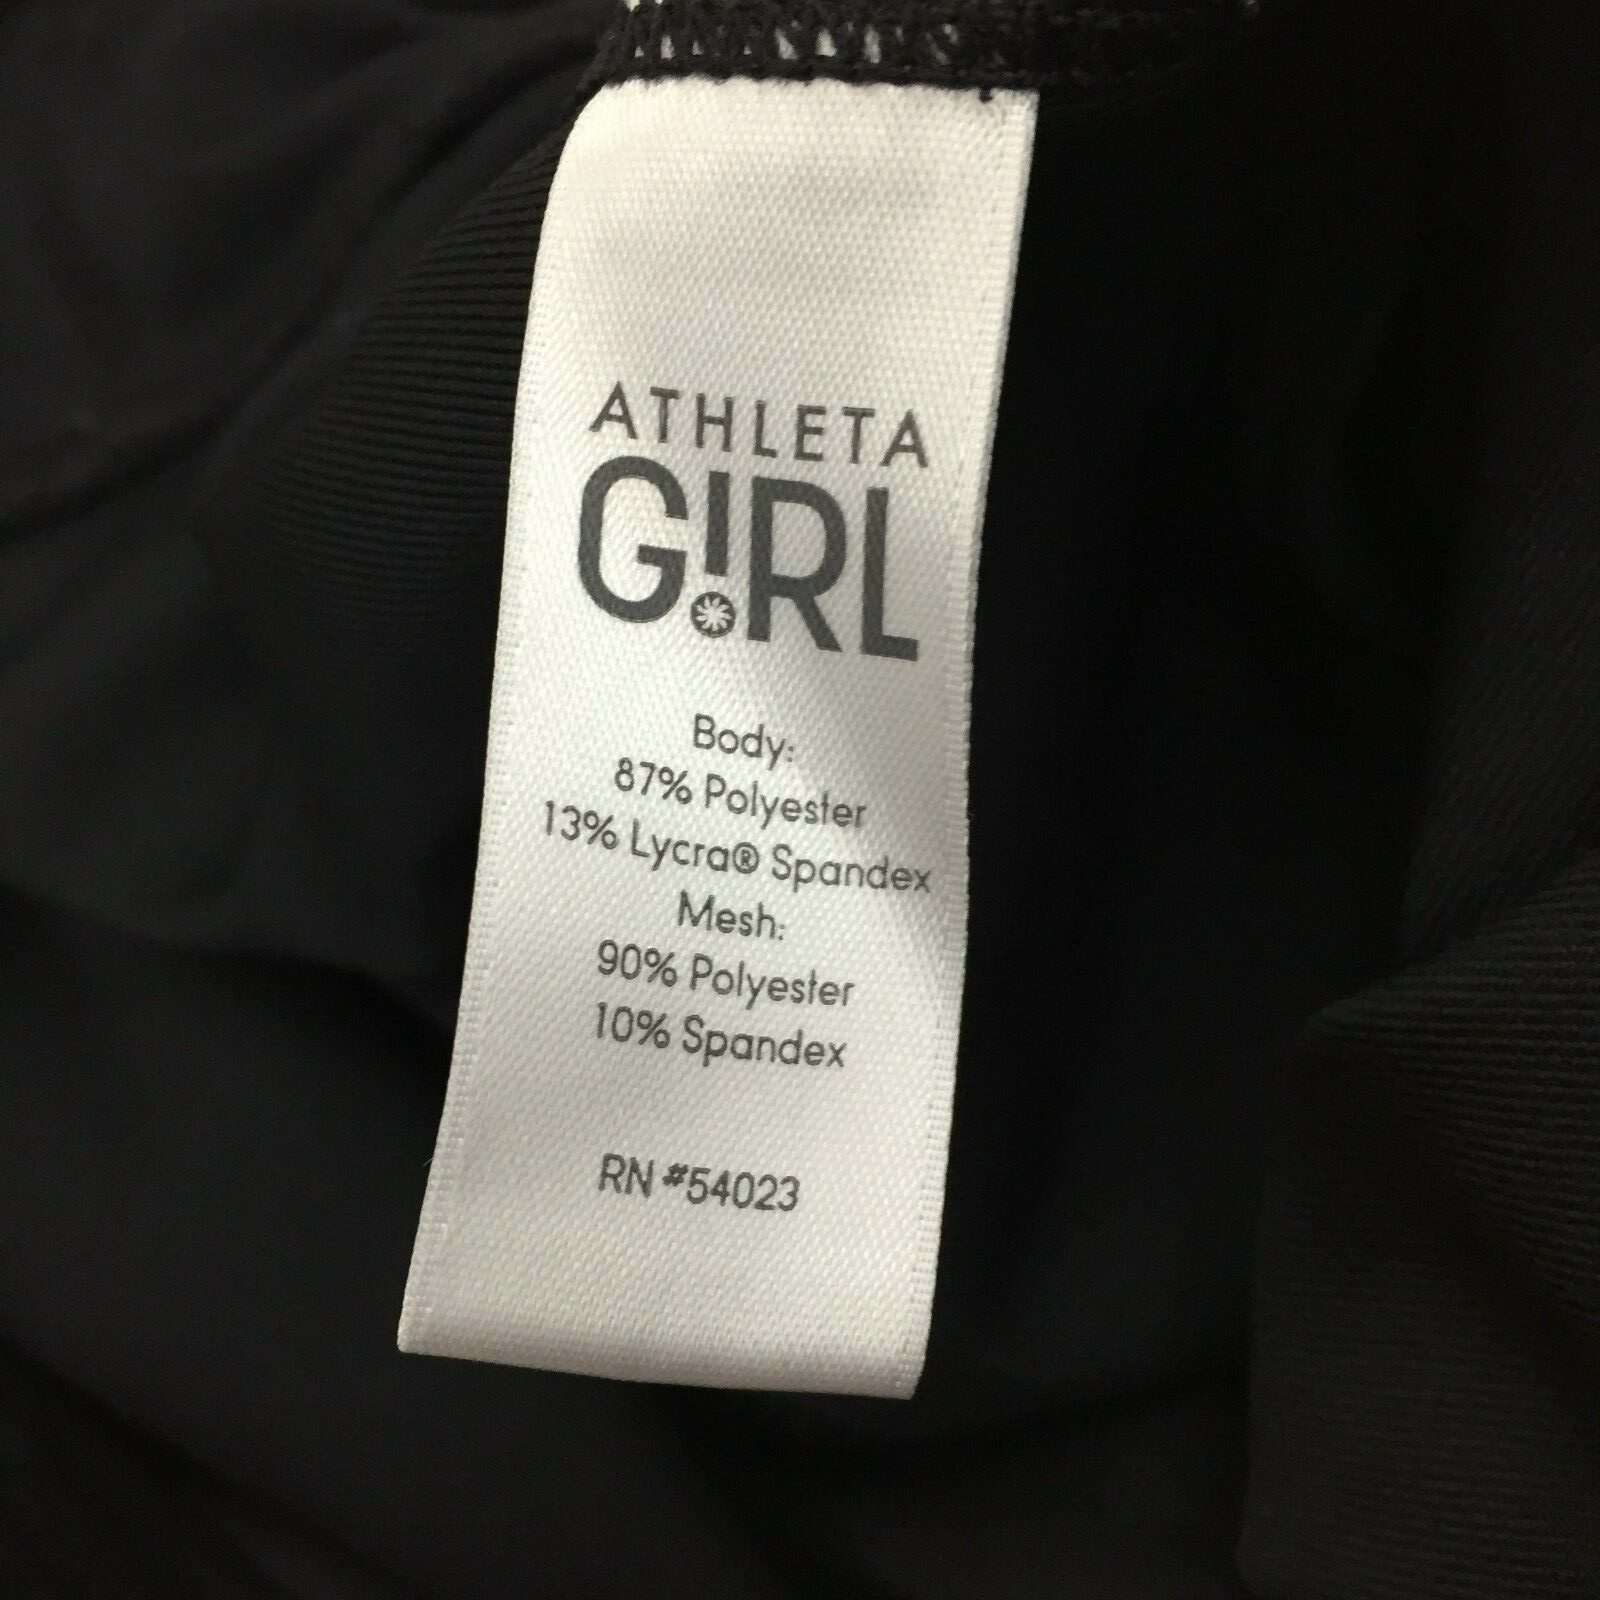 ATHLETA
G!RL
Body:
87% Polyester
13% Lycra® Spandex
Mesh:
90% Polyester
10% Spandex
RN #54023